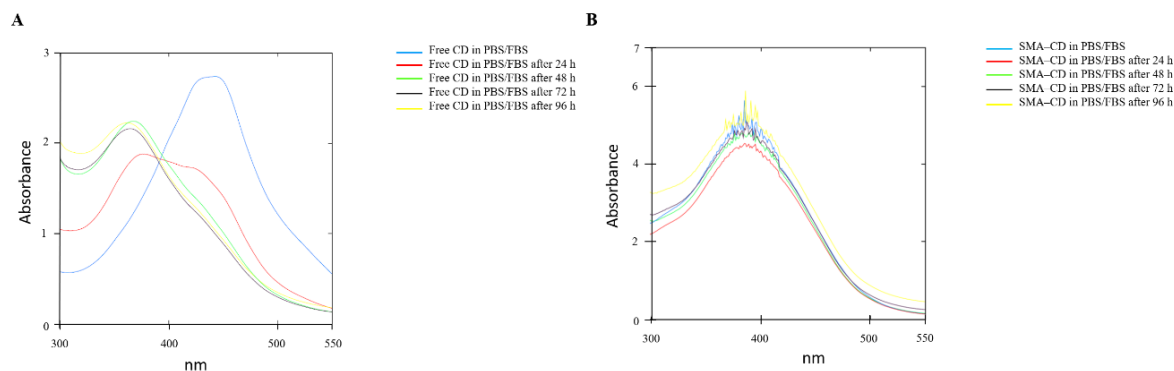 A
3
2
1
0
300
400
500
550
Absorbance
nm
Free CD in PBS/FBS
Free CD in PBS/FBS after 24 h
Free CD in PBS/FBS after 48 h
Free CD in PBS/FBS after 72 h
Free CD in PBS/FBS after 96 h
B
7
6
4
2
0
300
400
500
550
Absorbance
nm
SMA–CD in PBS/FBS
SMA–CD in PBS/FBS after 24 h
SMA–CD in PBS/FBS after 48 h
SMA–CD in PBS/FBS after 72 h
SMA–CD in PBS/FBS after 96 h